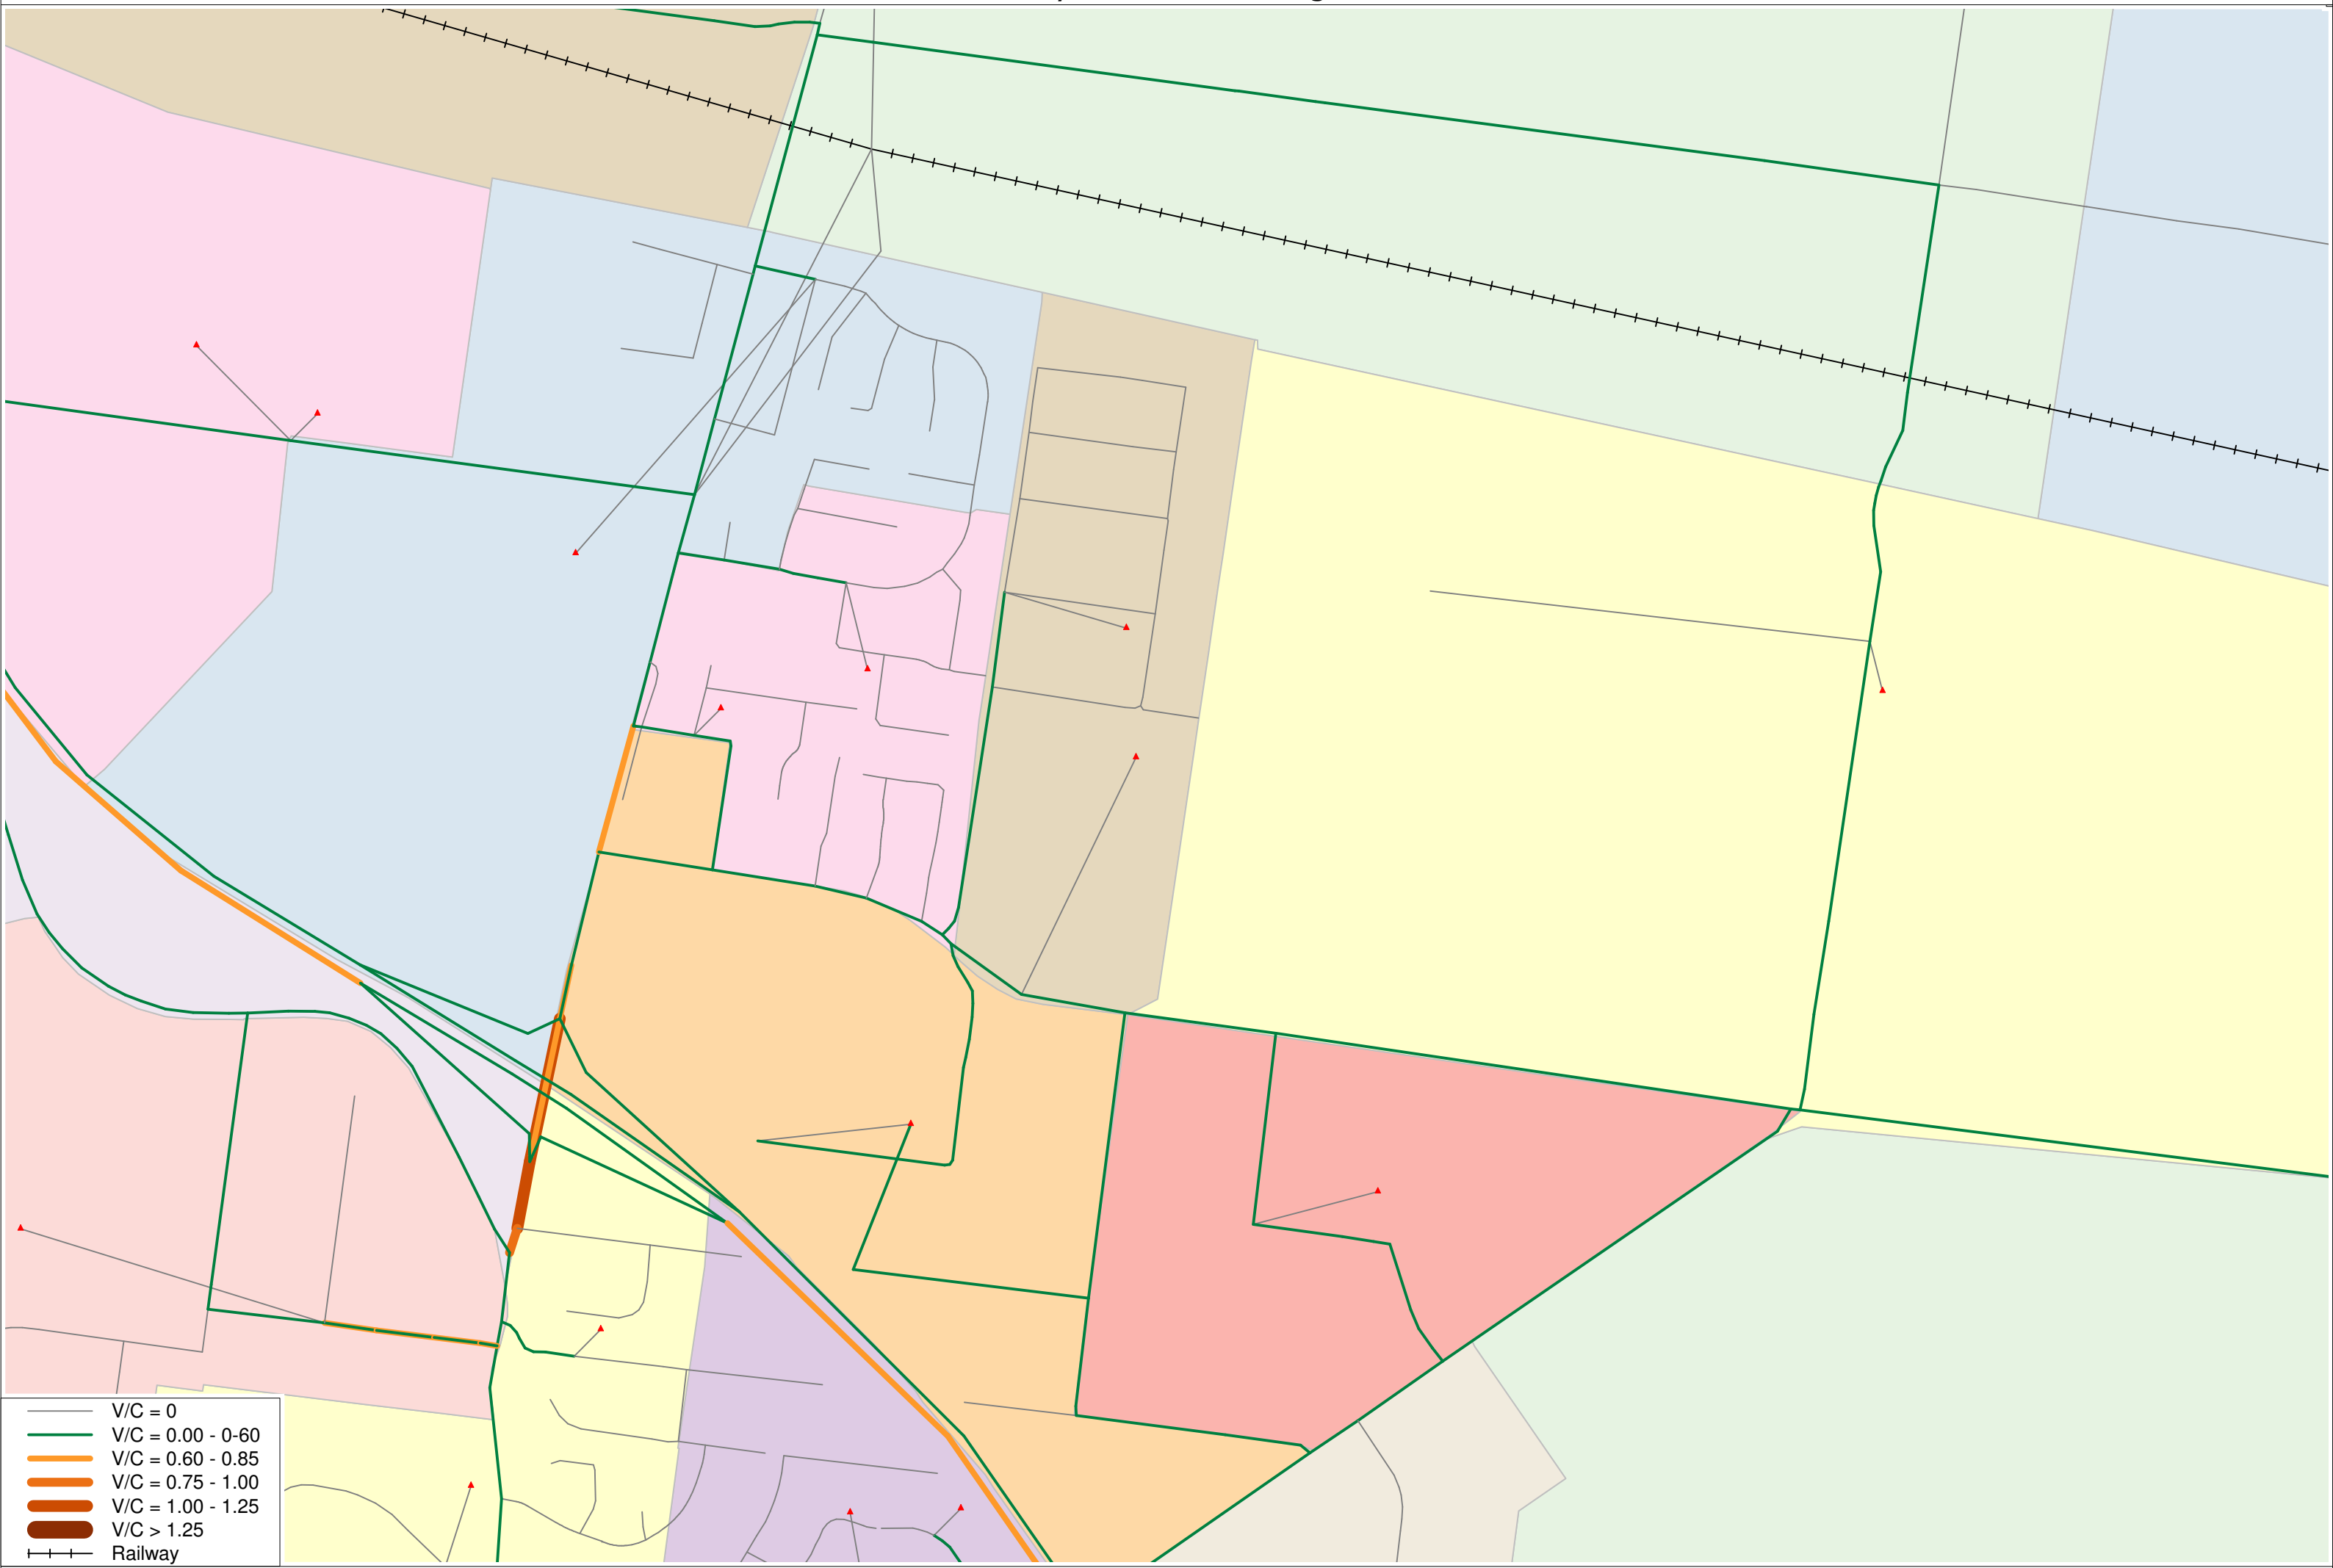 V/C = 0
V/C = 0.00 - 0-60
V/C = 0.60 - 0.85
V/C = 0.75 - 1.00
V/C = 1.00 - 1.25
V/C > 1.25
Railway